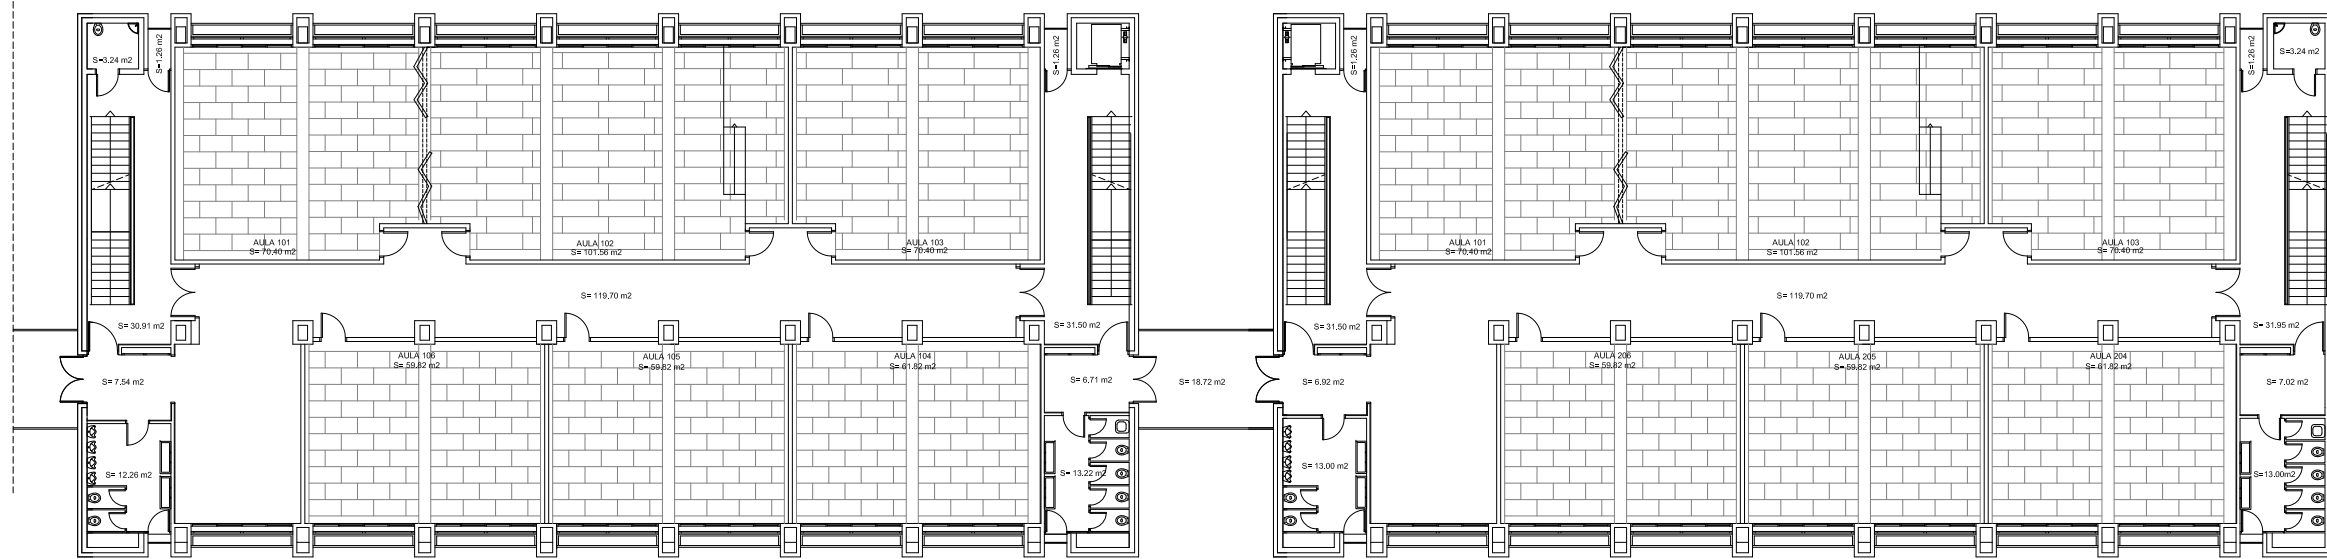 S=3.24 m2
S=1.26 m2
S=1.26 m2
S=1.26 m2
S=1.26 m2
S=3.24 m2
AULA 101
S= 70.40 m2
AULA 102
S= 101.56 m2
AULA 103
S= 70.40 m2
AULA 101
S= 70.40 m2
AULA 102
S= 101.56 m2
AULA 103
S= 70.40 m2
S= 119.70 m2
S= 119.70 m2
S= 30.91 m2
S= 31.50 m2
S= 31.50 m2
S= 31.95 m2
AULA 106
S= 59.82 m2
AULA 105
S= 59.82 m2
AULA 104
S= 61.82 m2
AULA 206
S= 59.82 m2
AULA 205
S= 59.82 m2
AULA 204
S= 61.82 m2
S= 7.54 m2
S= 6.71 m2
S= 18.72 m2
S= 6.92 m2
S= 7.02 m2
S= 12.26 m2
S= 13.22 m2
S= 13.00 m2
S=13.00m2